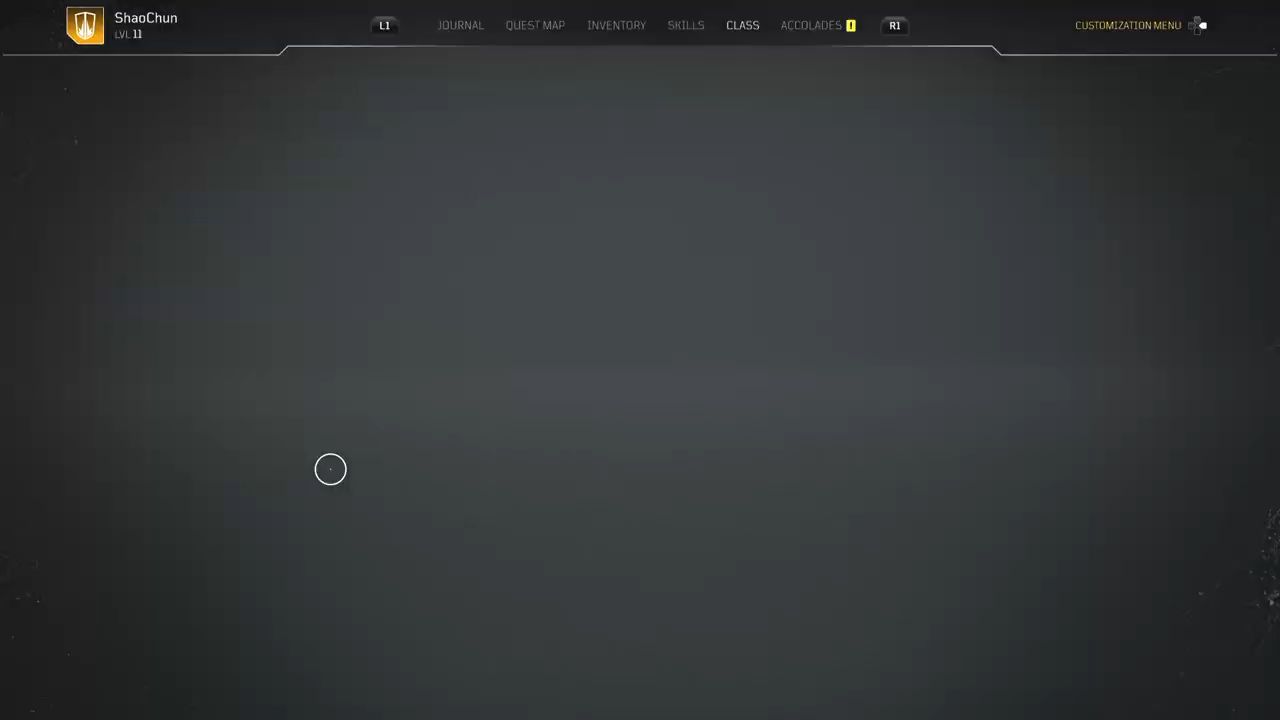 ShaoChun
LVL 11
L1 JOURNAL QUEST MAP INVENTORY SKILLS CLASS ACCOLADES ! R1
CUSTOMIZATION MENU